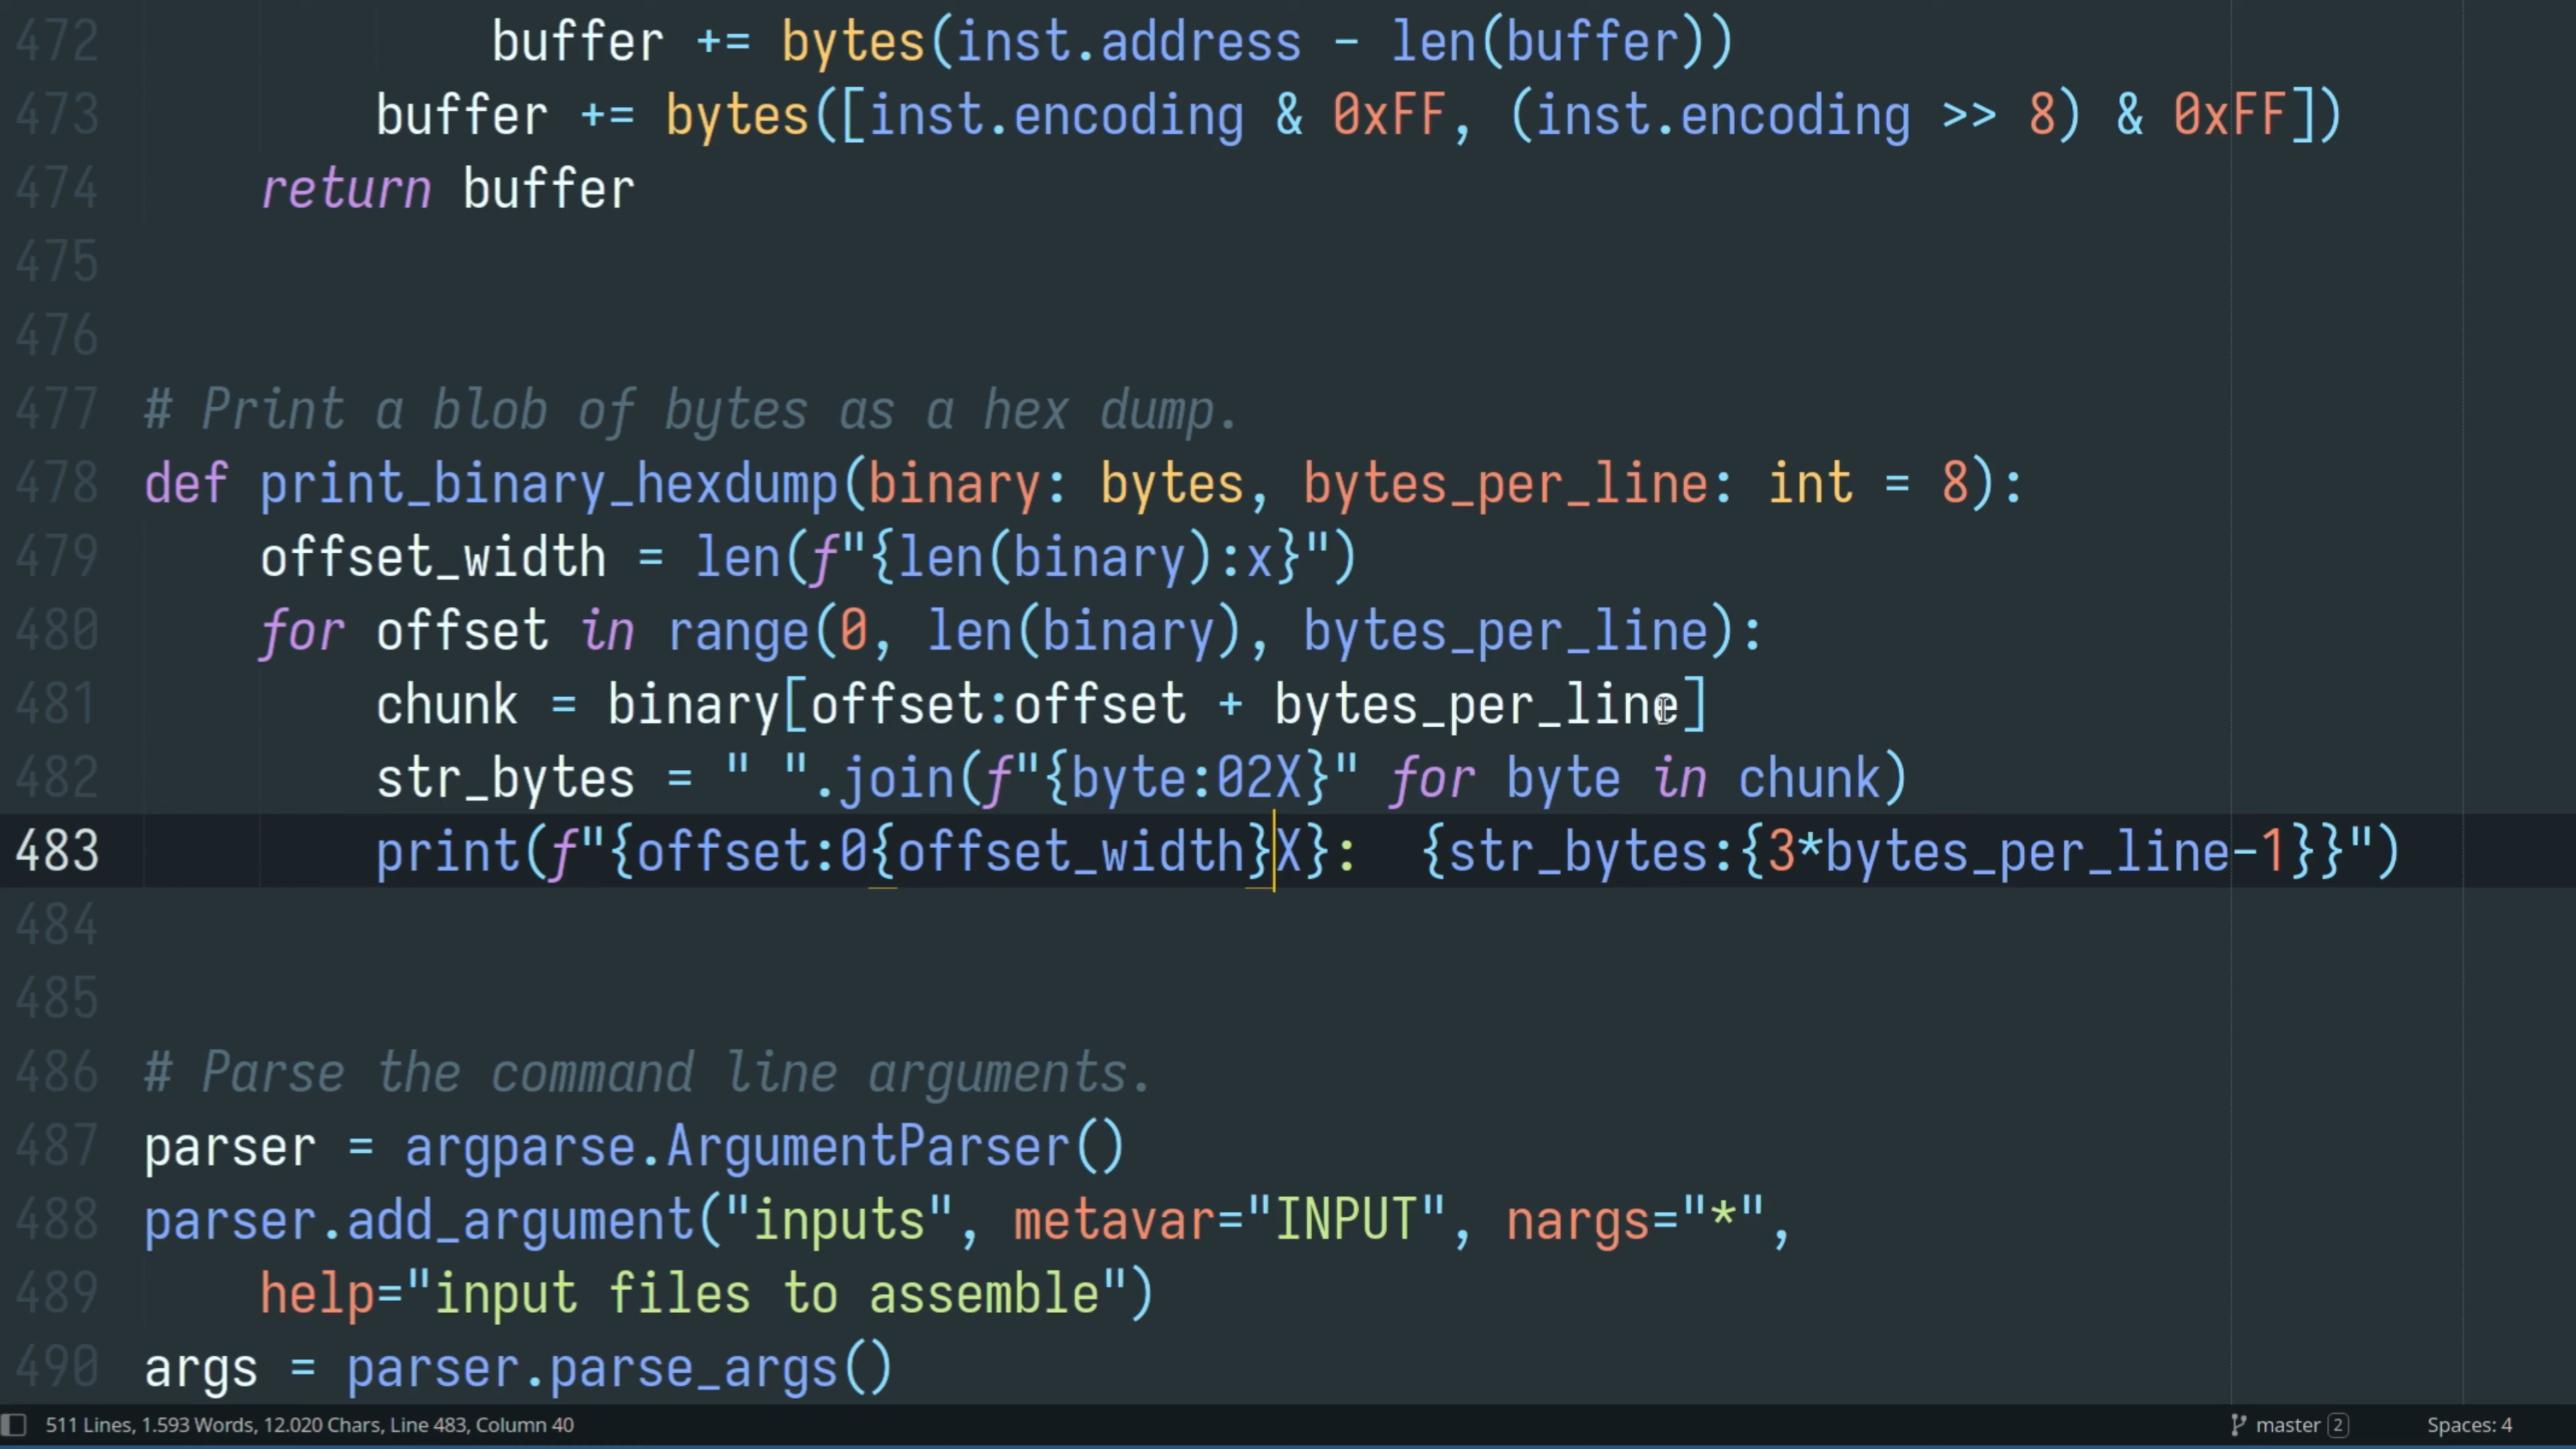 472 buffer += bytes(inst.address - len(buffer))
473 buffer += bytes([inst.encoding & 0xFF, (inst.encoding >> 8) & 0xFF])
474 return buffer
475
476
477 # Print a blob of bytes as a hex dump.
478 def print_binary_hexdump(binary: bytes, bytes_per_line: int = 8):
479 offset_width = len(f"{len(binary):x}")
480 for offset in range(0, len(binary), bytes_per_line):
481 chunk = binary[offset:offset + bytes_per_line]
482 str_bytes = " ".join(f"{byte:02X}" for byte in chunk)
483 print(f"{offset:0{offset_width}X}:  {str_bytes:{3*bytes_per_line-1}}")
484
485
486 # Parse the command line arguments.
487 parser = argparse.ArgumentParser()
488 parser.add_argument("inputs", metavar="INPUT", nargs="*",
489 help="input files to assemble")
490 args = parser.parse_args()
511 Lines, 1.593 Words, 12.020 Chars, Line 483, Column 40 master 2 Spaces: 4